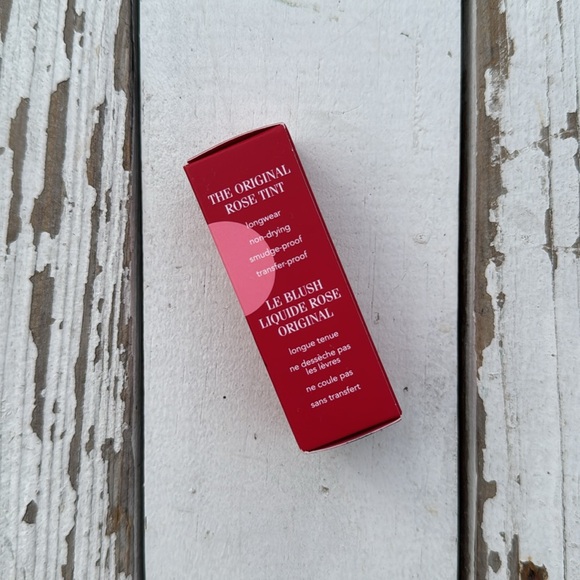 THE ORIGINAL
ROSE TINT
longwear
non-drying
smudge-proof
transfer-proof
LE BLUSH
LIQUIDE ROSE
ORIGINAL
longue tenue
ne dessèche pas
les lèvres
ne coule pas
sans transfert